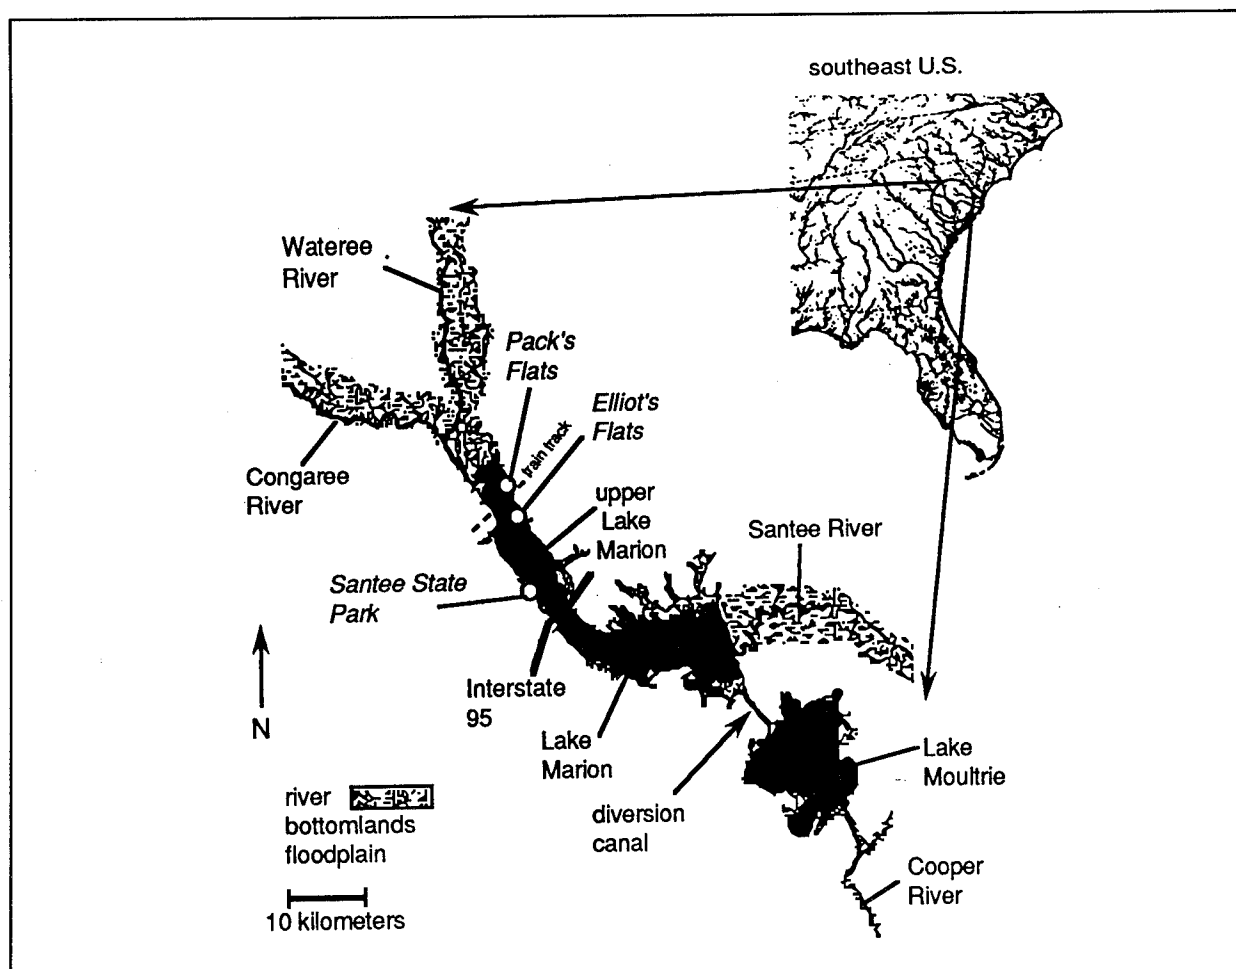 southeast U.S.
Wateree
River
Pack's
Flats
Elliot's
Flats
train track
Congaree
River
upper
Lake
Marion
Santee River
Santee State
Park
Interstate
95
N
Lake
Marion
Lake
Moultrie
river
bottomlands
floodplain
diversion
canal
Cooper
River
10 kilometers